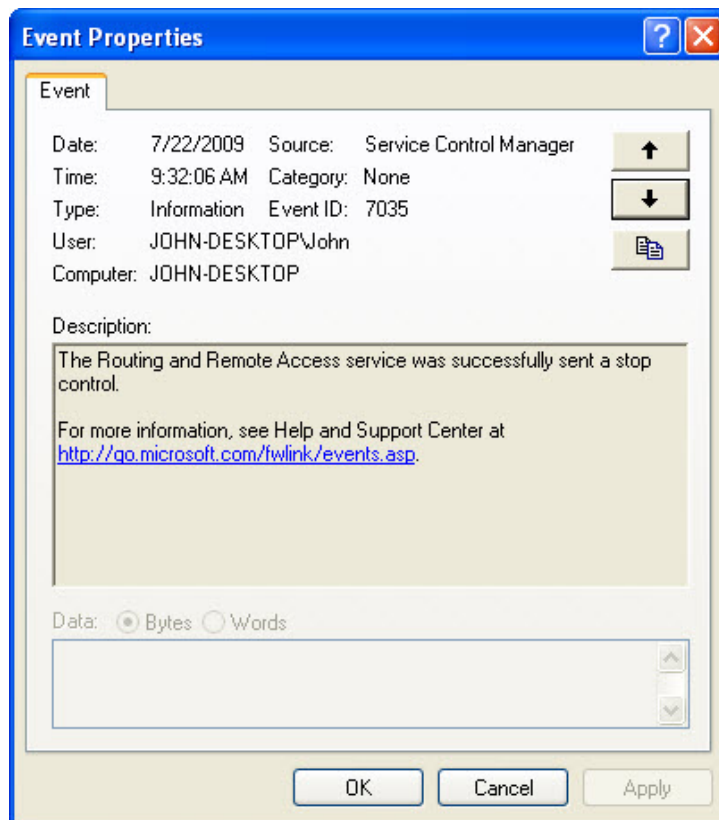 Event Properties
Event
Date: 7/22/2009 Source: Service Control Manager
Time: 9:32:06 AM Category: None
Type: Information Event ID: 7035
User: JOHN-DESKTOP\John
Computer: JOHN-DESKTOP
Description:
The Routing and Remote Access service was successfully sent a stop
control.
For more information, see Help and Support Center at
http://go.microsoft.com/fwlink/events.asp.
Data: Bytes Words
OK Cancel Apply